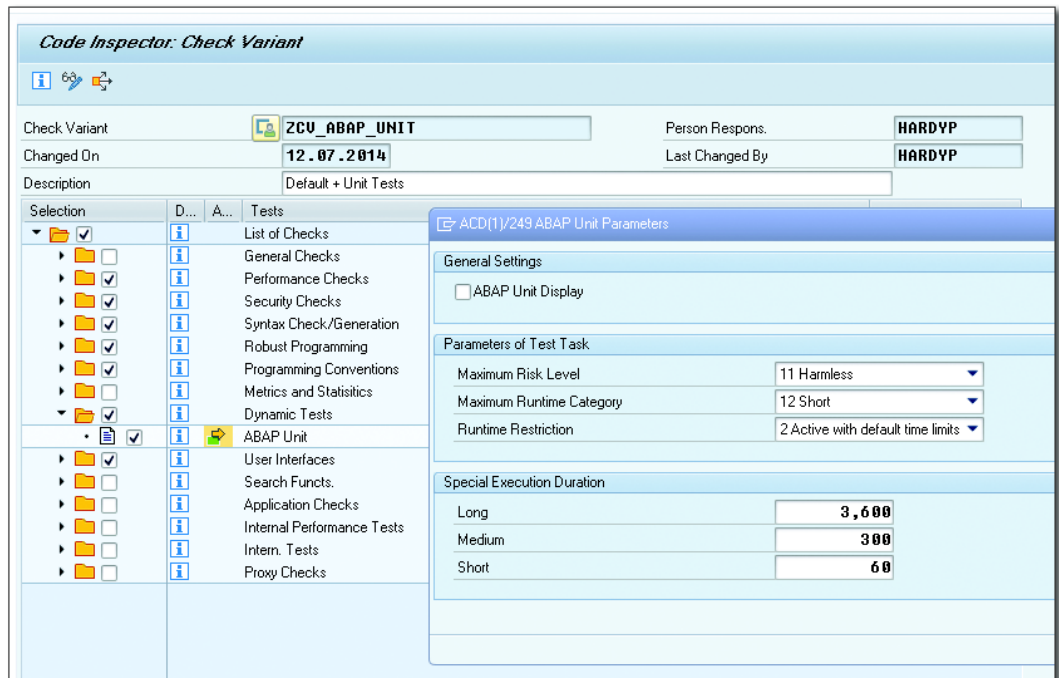 Code Inspector: Check Variant
Check Variant ZCV_ABAP_UNIT Person Respons. HARDYP
Changed On 12.07.2014 Last Changed By HARDYP
Description Default + Unit Tests
Selection D... A... Tests
List of Checks
General Checks
Performance Checks
Security Checks
Syntax Check/Generation
Robust Programming
Programming Conventions
Metrics and Statisitics
Dynamic Tests
ABAP Unit
User Interfaces
Search Functs.
Application Checks
Internal Performance Tests
Intern. Tests
Proxy Checks
ACD(1)/249 ABAP Unit Parameters
General Settings
ABAP Unit Display
Parameters of Test Task
Maximum Risk Level 11 Harmless
Maximum Runtime Category 12 Short
Runtime Restriction 2 Active with default time limits
Special Execution Duration
Long 3,600
Medium 300
Short 60